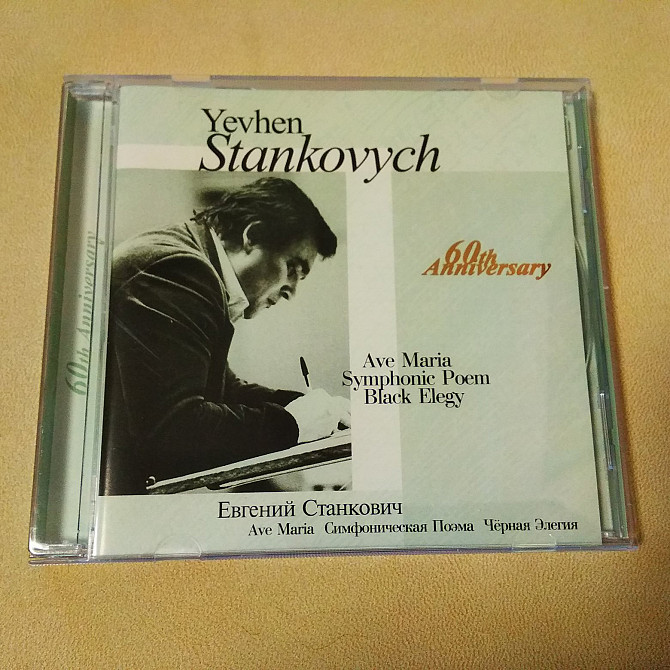 Yevhen
Stankovych
60th
Anniversary
60th Anniversary
Ave Maria
Symphonic Poem
Black Elegy
Евгений Станкович
Ave Maria Симфоническая Поэма Чёрная Элегия